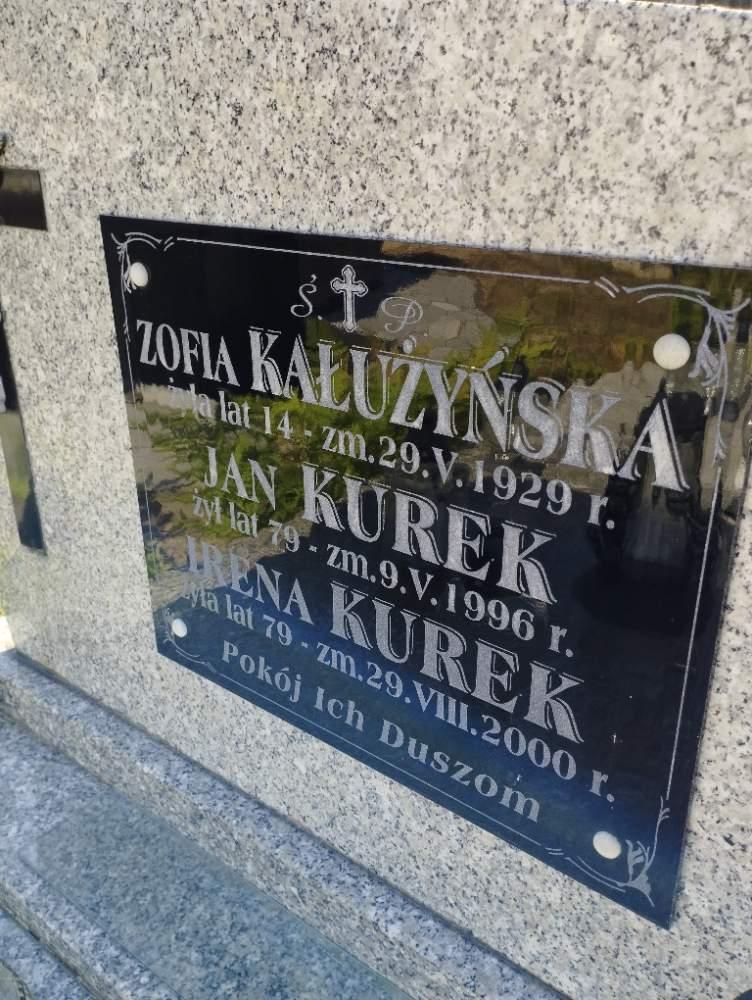 Ś. P.
ZOFIA KAŁUŻYŃSKA
żyła lat 14 - zm.29.V.1929 r.
JAN KUREK
żył lat 79 - zm.9.V.1996 r.
IRENA KUREK
żyła lat 79 - zm.29.VIII.2000 r.
Pokój Ich Duszom